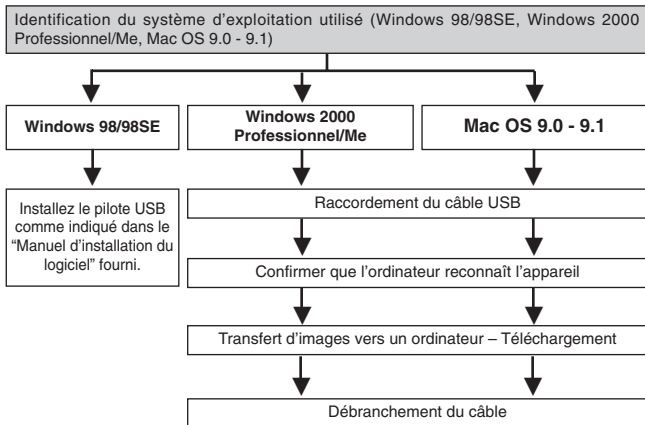 Identification du système d'exploitation utilisé (Windows 98/98SE, Windows 2000
Professionnel/Me, Mac OS 9.0 - 9.1)
Windows 98/98SE
Windows 2000
Professionnel/Me
Mac OS 9.0 - 9.1
Installez le pilote USB
comme indiqué dans le
“Manuel d'installation du
logiciel” fourni.
Raccordement du câble USB
Confirmer que l'ordinateur reconnaît l'appareil
Transfert d'images vers un ordinateur – Téléchargement
Débranchement du câble